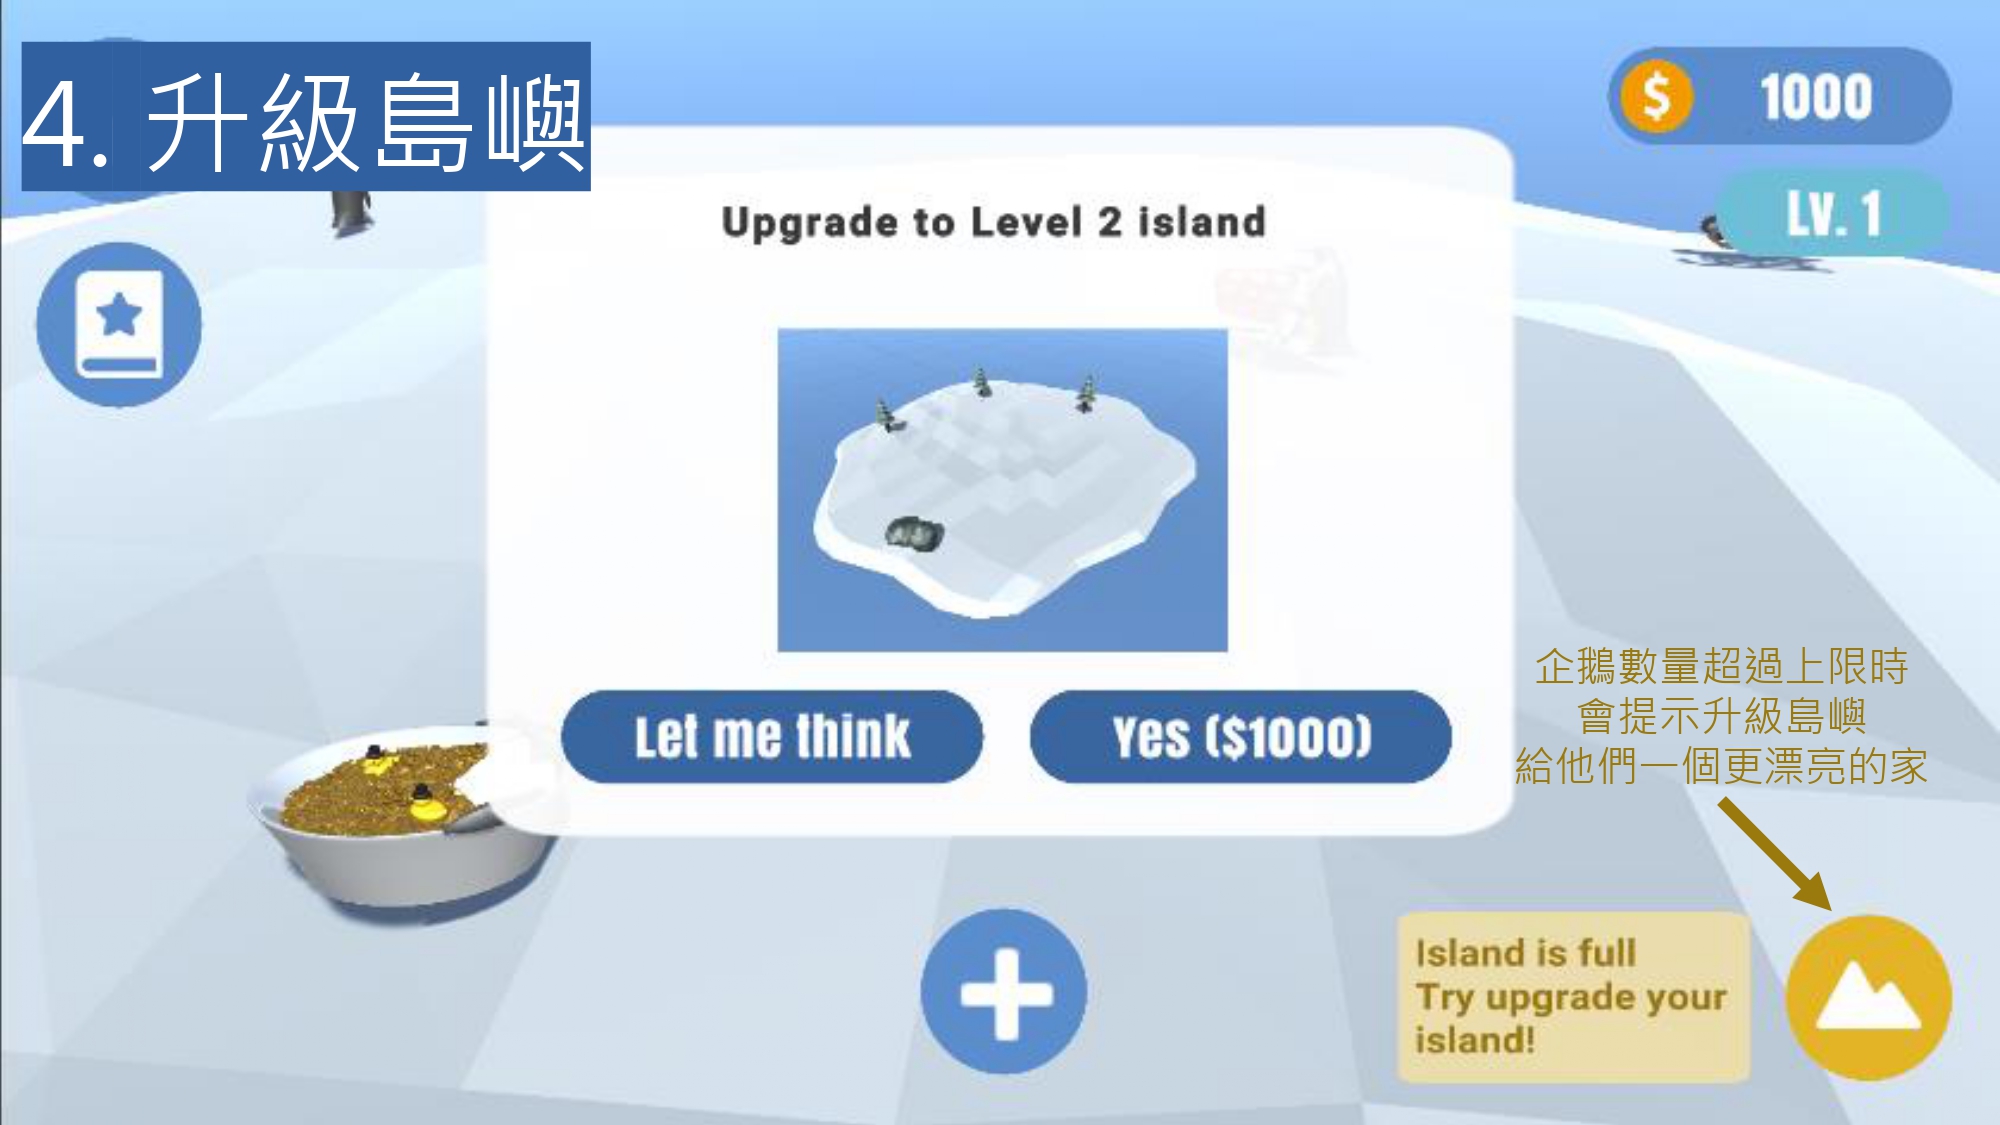 4. 升級島嶼
$ 1000
LV. 1
Upgrade to Level 2 island
Let me think
Yes ($1000)
企鵝數量超過上限時
會提示升級島嶼
給他們一個更漂亮的家
Island is full
Try upgrade your
island!